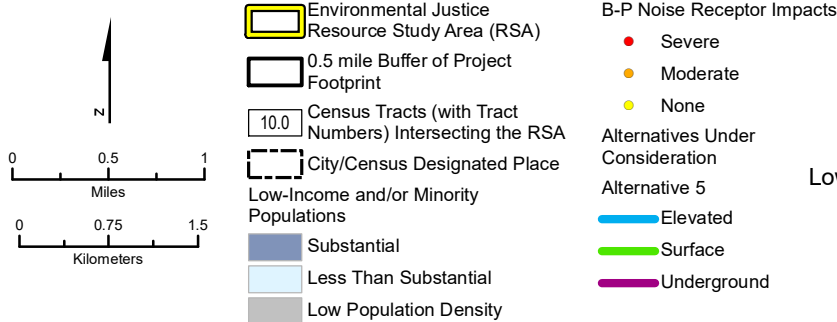 Z
0 0.5 1
Miles
0 0.75 1.5
Kilometers
Environmental Justice
Resource Study Area (RSA)
0.5 mile Buffer of Project
Footprint
10.0
Census Tracts (with Tract
Numbers) Intersecting the RSA
City/Census Designated Place
Low-Income and/or Minority
Populations
Substantial
Less Than Substantial
Low Population Density
B-P Noise Receptor Impacts
Severe
Moderate
None
Alternatives Under
Consideration
Alternative 5
Elevated
Surface
Underground